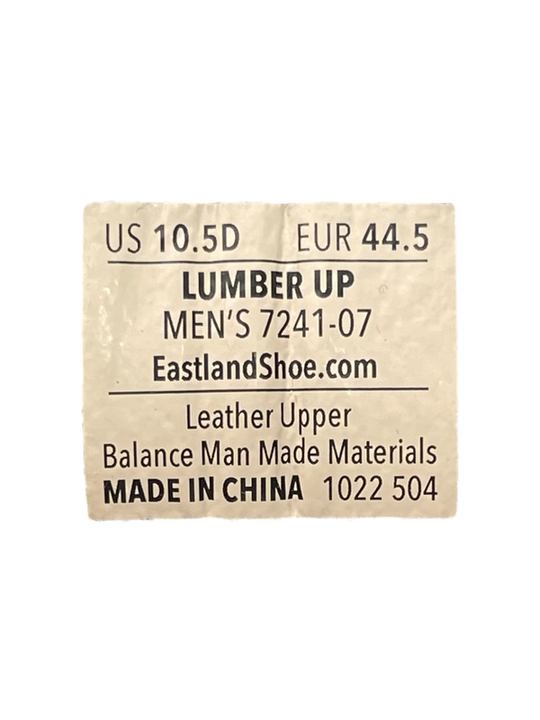 US 10.5D EUR 44.5
LUMBER UP
MEN'S 7241-07
EastlandShoe.com
Leather Upper
Balance Man Made Materials
MADE IN CHINA 1022 504